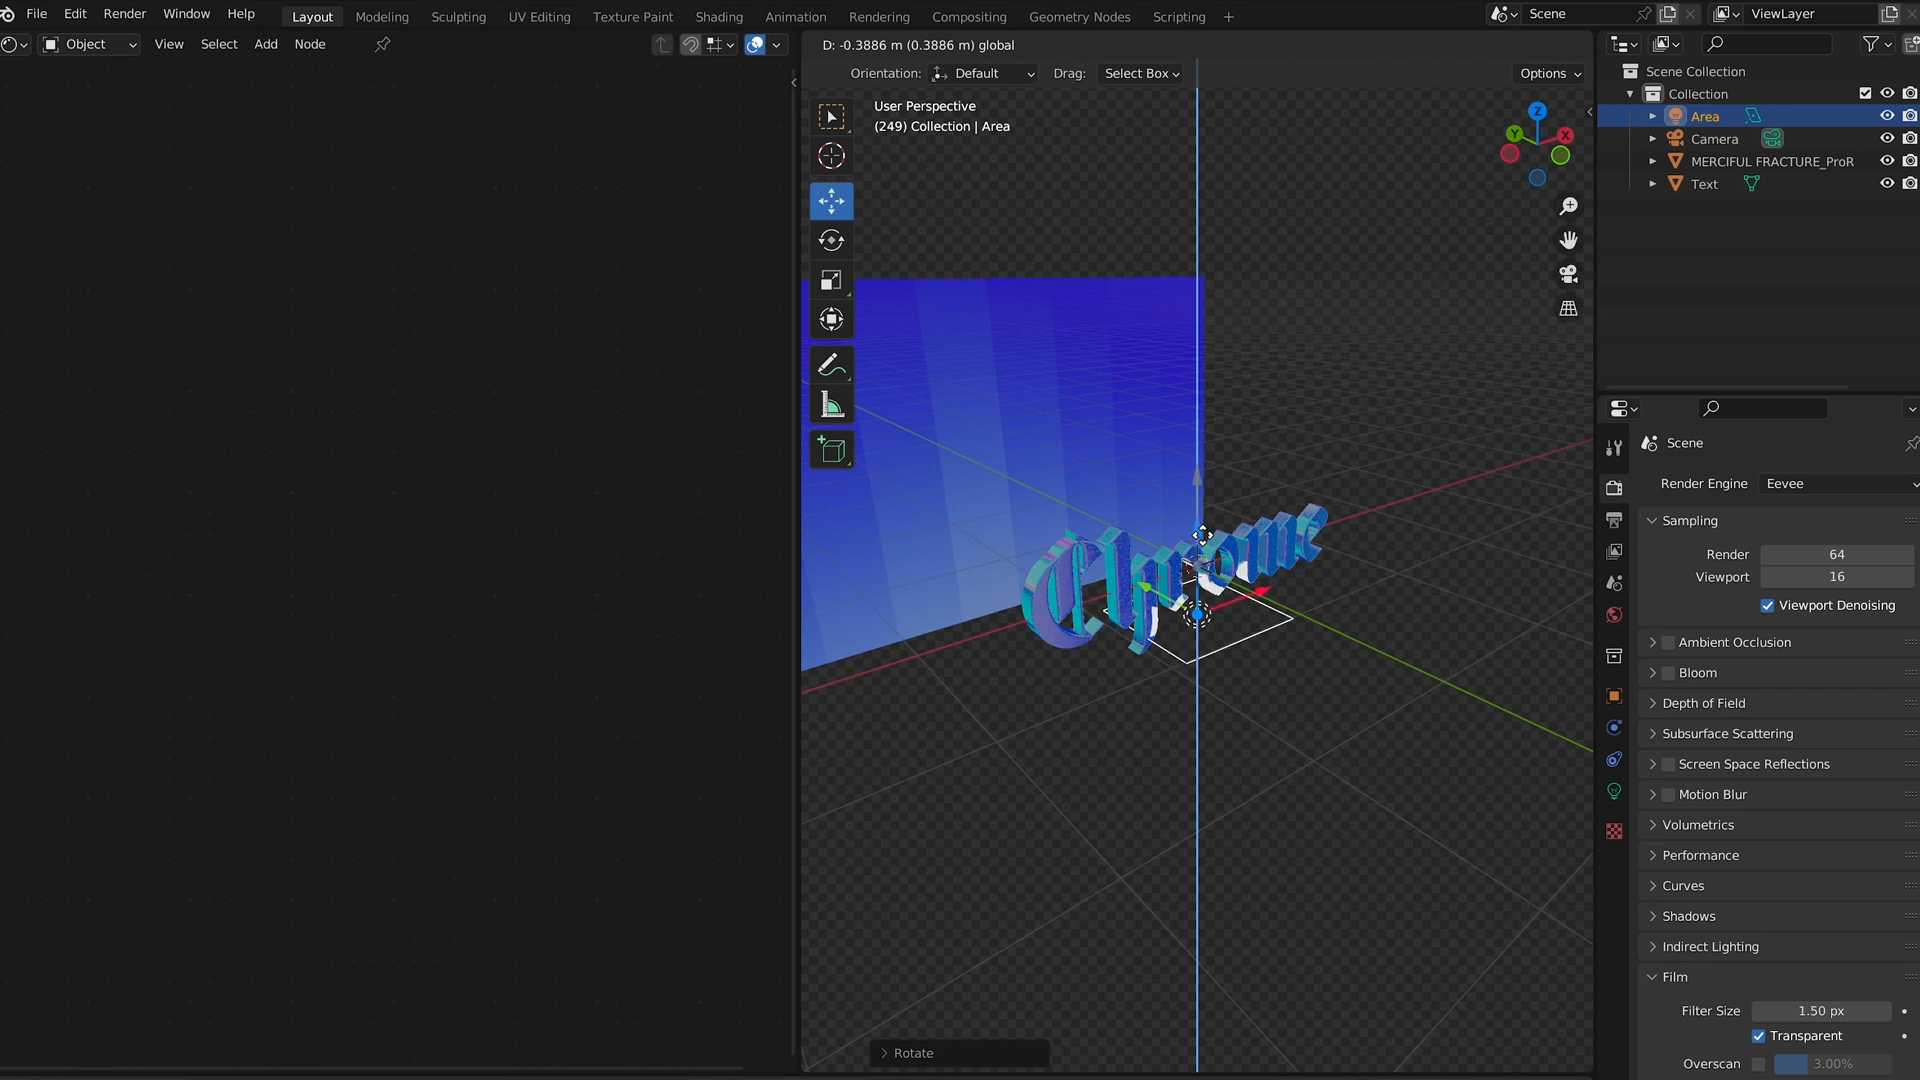 File Edit Render Window Help
Layout Modeling Sculpting UV Editing Texture Paint Shading Animation Rendering Compositing Geometry Nodes Scripting +
Scene
ViewLayer
Object View Select Add Node
D: -0.3886 m (0.3886 m) global
Orientation: Default Drag: Select Box
Options
User Perspective
(249) Collection | Area
Z
Y
X
Chrome
Rotate
Scene Collection
Collection
Area
Camera
MERCIFUL FRACTURE_ProR
Text
Scene
Render Engine Eevee
Sampling
Render 64
Viewport 16
Viewport Denoising
Ambient Occlusion
Bloom
Depth of Field
Subsurface Scattering
Screen Space Reflections
Motion Blur
Volumetrics
Performance
Curves
Shadows
Indirect Lighting
Film
Filter Size 1.50 px
Transparent
Overscan 3.00%